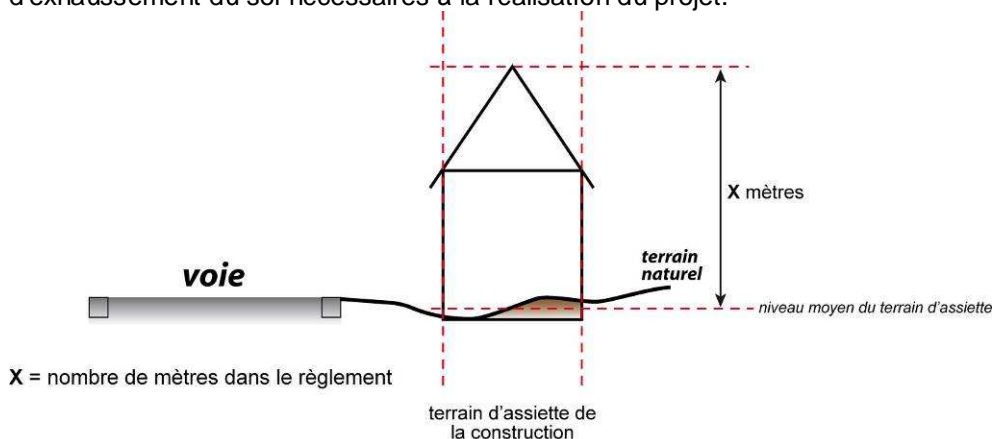 d'exhaussement du sol nécessaires à la réalisation du projet.
X mètres
voie
terrain
naturel
niveau moyen du terrain d'assiette
X = nombre de mètres dans le règlement
terrain d'assiette de
la construction